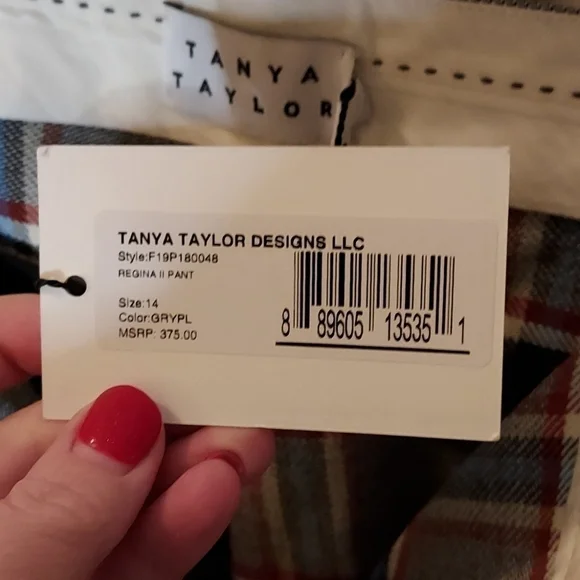 TANYA
TAYLOR
TANYA TAYLOR DESIGNS LLC
Style:F19P180048
REGINA II PANT
Size:14
Color:GRYPL
MSRP: 375.00
8 89605 13535 1